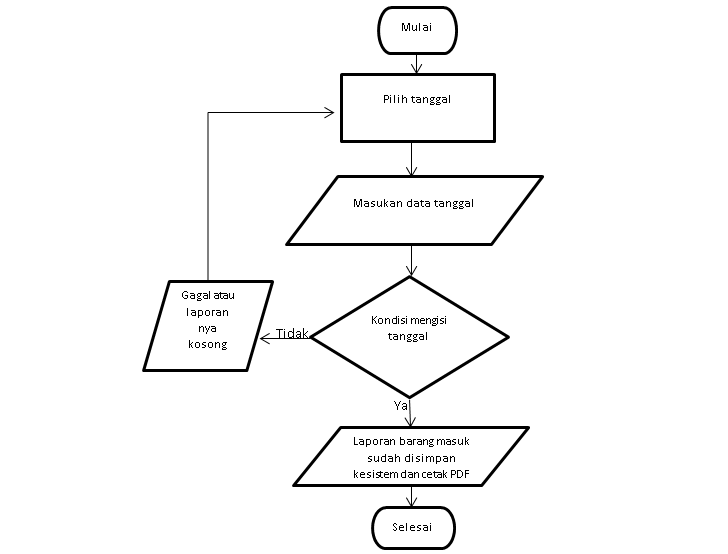 Mulai
Pilih tanggal
Masukan data tanggal
Kondisi mengisi
tanggal
Tidak
Gagal atau
laporan
nya
kosong
Ya
Laporan barang masuk
sudah disimpan
kesistem dan cetak PDF
Selesai